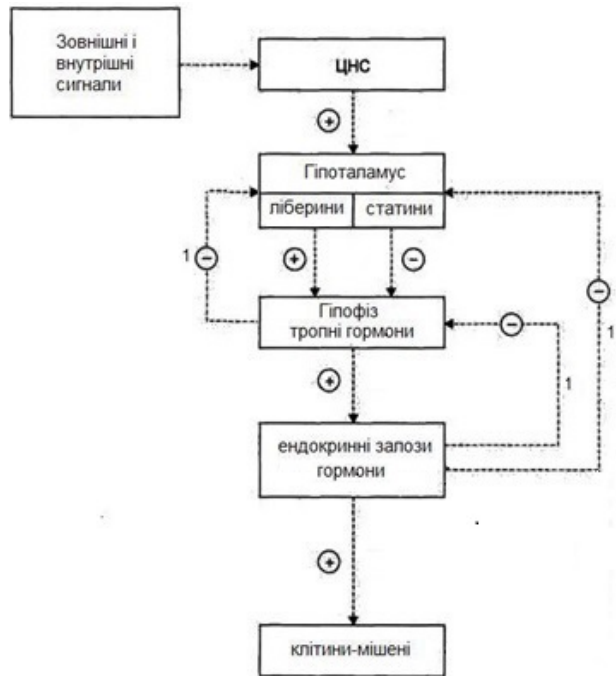 Зовнішні і
внутрішні
сигнали
ЦНС
+
Гіпоталамус
ліберини
статини
1
−
+
−
−
1
Гіпофіз
тропні гормони
−
+
1
ендокринні залози
гормони
+
клітини-мішені